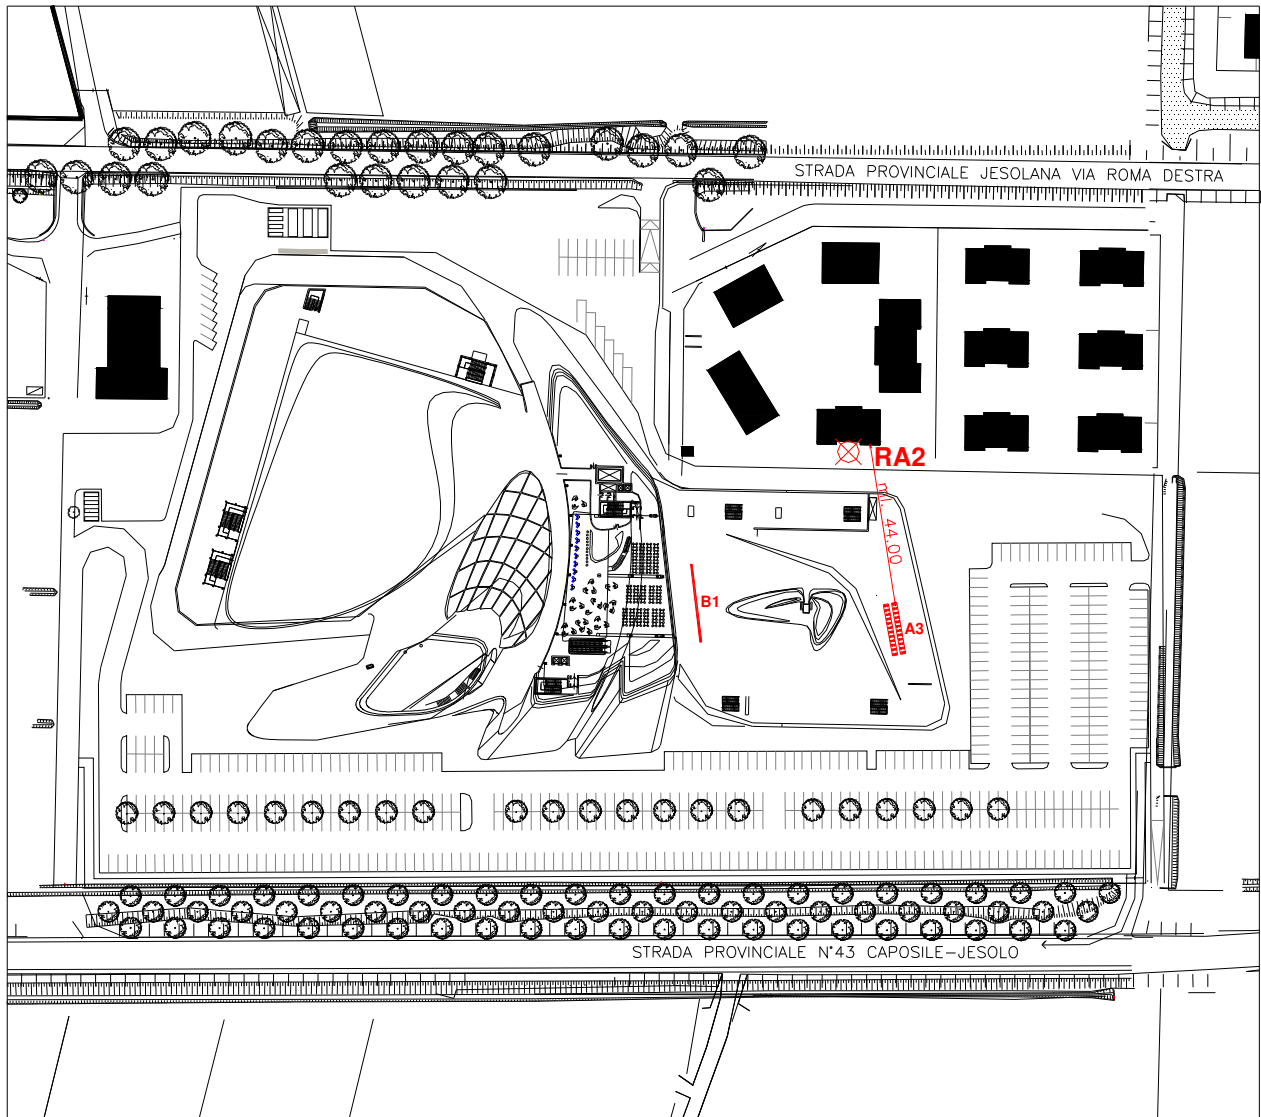 STRADA PROVINCIALE JESOLANA VIA ROMA DESTRA
RA2
ml. 44.00
B1
A3
STRADA PROVINCIALE N°43 CAPOSILE-JESOLO